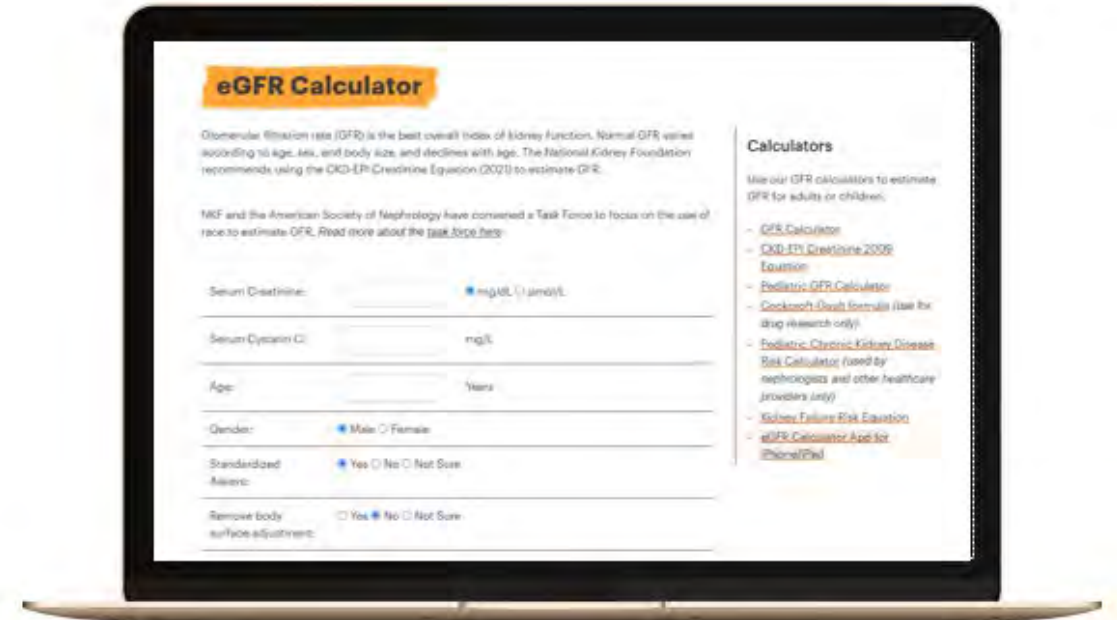 eGFR Calculator
Glomerular filtration rate (GFR) is the best overall index of kidney function. Normal GFR varies
according to age, sex, and body size, and declines with age. The National Kidney Foundation
recommends using the CKD-EPI Creatinine Equation (2021) to estimate GFR.
NKF and the American Society of Nephrology have convened a Task Force to focus on the use of
race to estimate GFR. Read more about the task force here.
Serum Creatinine: mg/dL μmol/L
Serum Cystatin C: mg/L
Age: Years
Gender: Male Female
Standardized Yes No Not Sure
Assays:
Remove body Yes No Not Sure
surface adjustment:
Calculators
Use our GFR calculators to estimate
GFR for adults or children.
- GFR Calculator
- CKD-EPI Creatinine 2009
Equation
- Pediatric GFR Calculator
- Cockcroft-Gault formula (use for
drug research only)
- Pediatric Chronic Kidney Disease
Risk Calculator (used by
nephrologists and other healthcare
providers only)
- Kidney Failure Risk Equation
- eGFR Calculator App for
iPhone/iPad